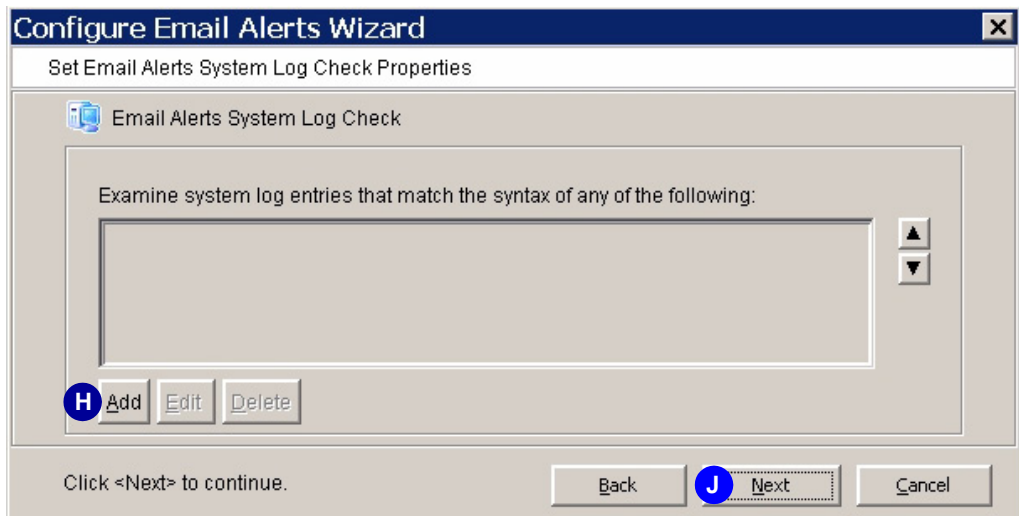 Configure Email Alerts Wizard
Set Email Alerts System Log Check Properties
Email Alerts System Log Check
Examine system log entries that match the syntax of any of the following:
H Add Edit Delete
Click <Next> to continue.
Back J Next Cancel